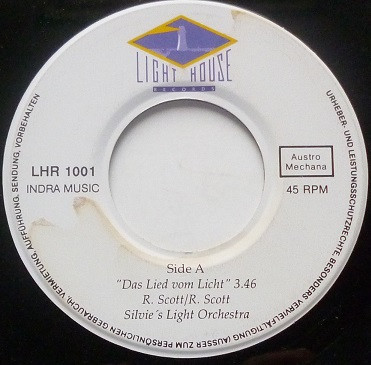 LIGHT HOUSE
RECORDS
LHR 1001
INDRA MUSIC
Austro
Mechana
45 RPM
Side A
"Das Lied vom Licht" 3.46
R. Scott/R. Scott
Silvie´s Light Orchestra
URHEBER- UND LEISTUNGSSCHUTZRECHTE BESONDERS VERVIELFÄLTIGUNG (AUSSER ZUM PERSÖNLICHEN GEBRAUCH), VERMIETUNG, AUFFÜHRUNG, SENDUNG, VORBEHALTEN